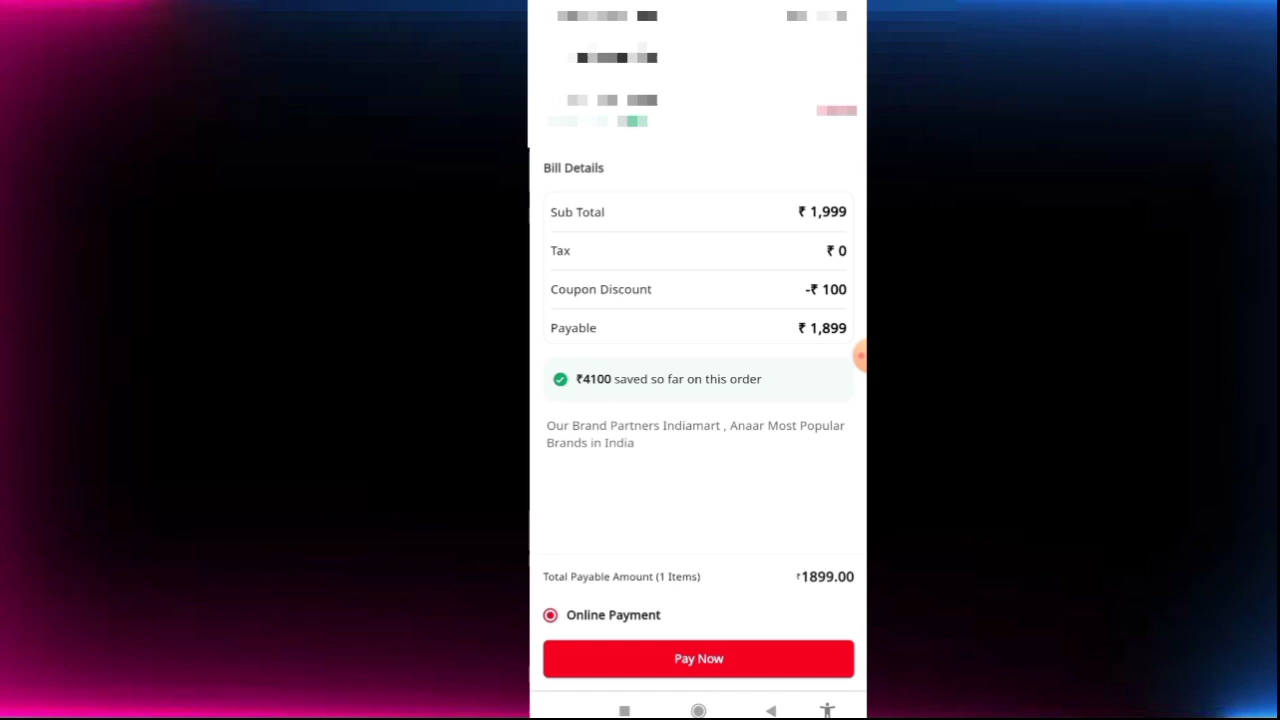 Bill Details
Sub Total ₹ 1,999
Tax ₹ 0
Coupon Discount -₹ 100
Payable ₹ 1,899
₹4100 saved so far on this order
Our Brand Partners Indiamart , Anaar Most Popular
Brands in India
Total Payable Amount (1 Items) ₹1899.00
Online Payment
Pay Now